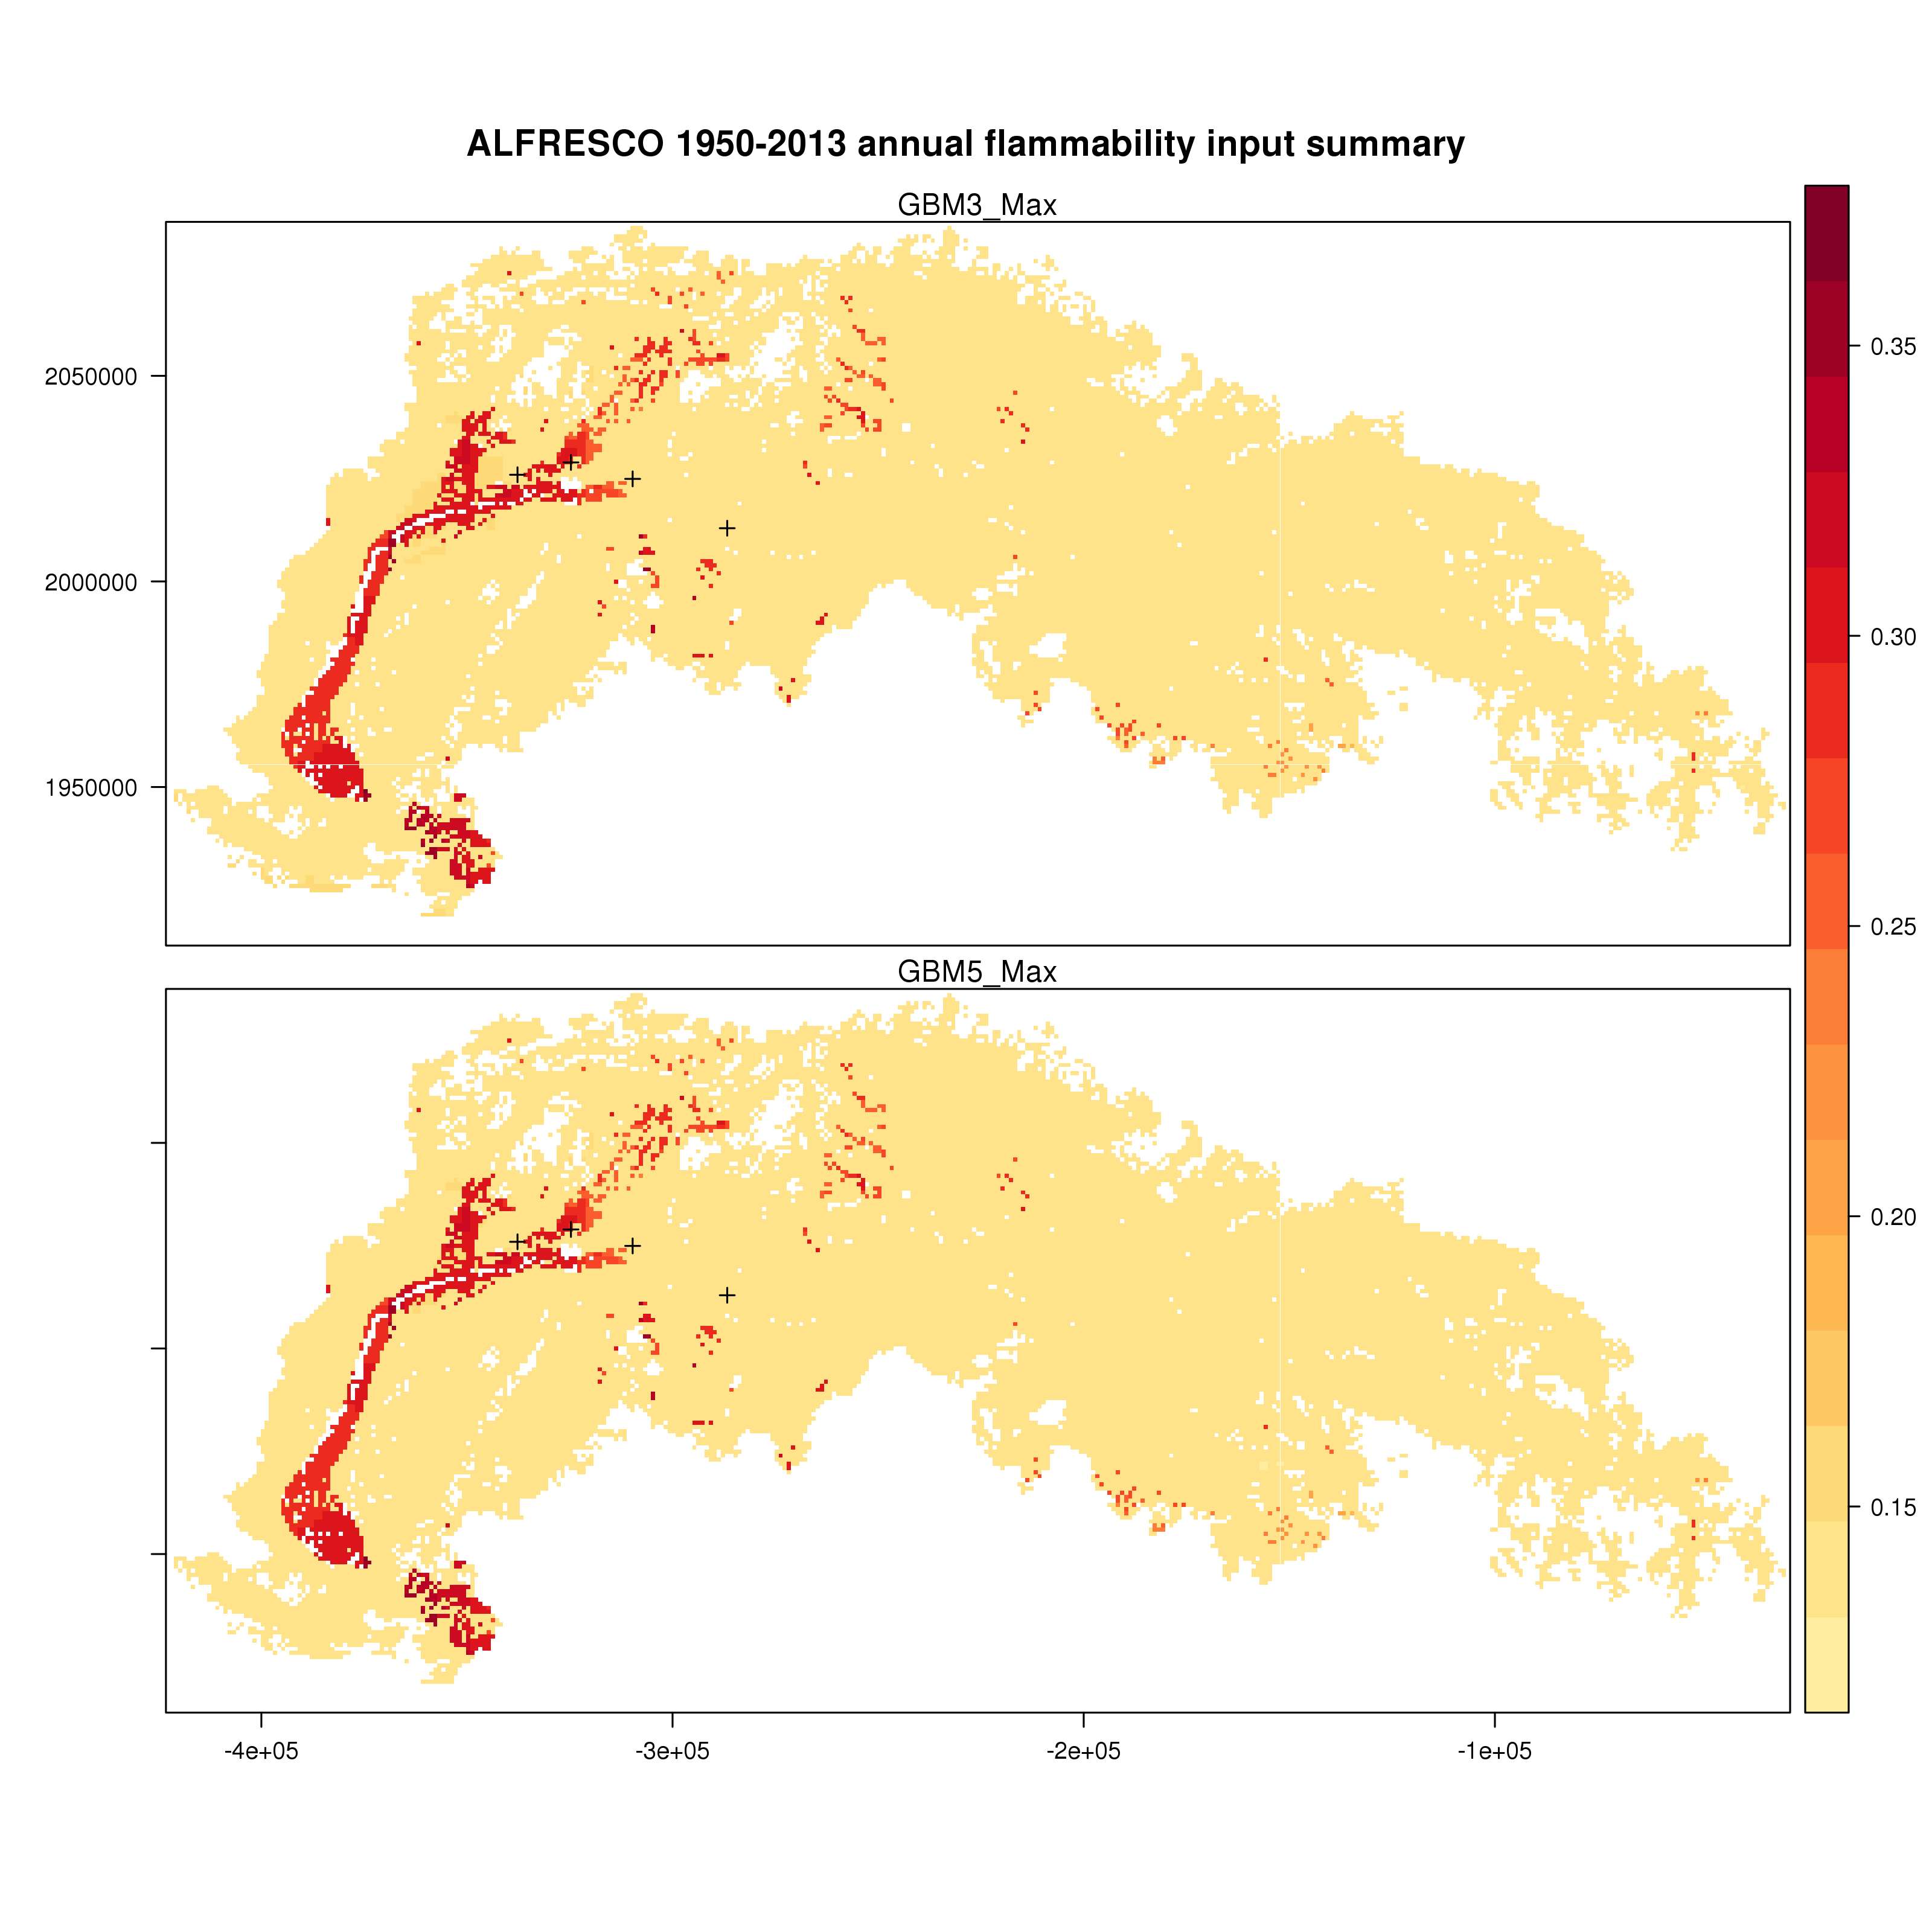 ALFRESCO 1950-2013 annual flammability input summary
GBM3_Max
2050000
2000000
1950000
GBM5_Max
-4e+05
-3e+05
-2e+05
-1e+05
0.35
0.30
0.25
0.20
0.15